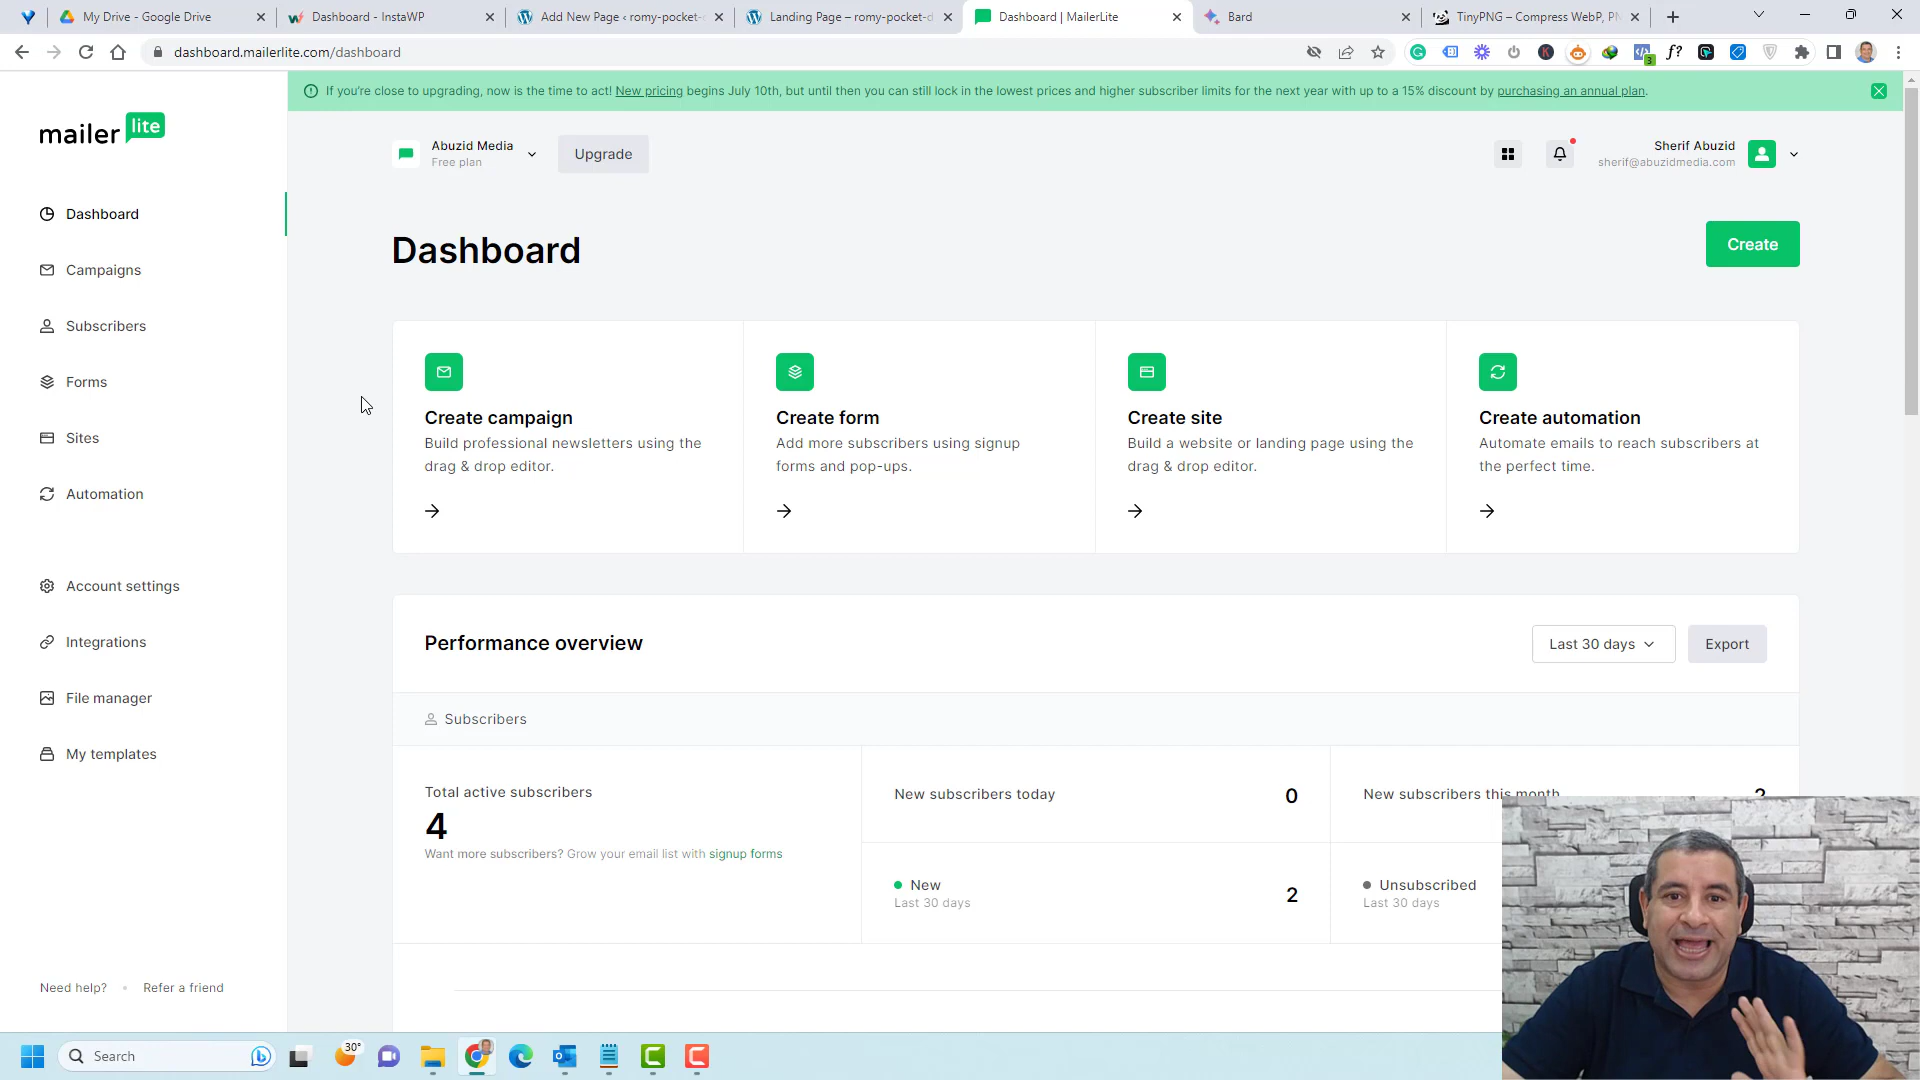 My Drive - Google Drive
Dashboard - InstaWP
Add New Page ‹ romy-pocket-
Landing Page – romy-pocket-d
Dashboard | MailerLite
Bard
TinyPNG – Compress WebP, PN
dashboard.mailerlite.com/dashboard
f?
3
If you're close to upgrading, now is the time to act! New pricing begins July 10th, but until then you can still lock in the lowest prices and higher subscriber limits for the next year with up to a 15% discount by purchasing an annual plan.
mailer lite
Abuzid Media
Free plan
Upgrade
Sherif Abuzid
sherif@abuzidmedia.com
Dashboard
Campaigns
Subscribers
Forms
Sites
Automation
Account settings
Integrations
File manager
My templates
Need help?
Refer a friend
Dashboard
Create
Create campaign
Build professional newsletters using the
drag & drop editor.
Create form
Add more subscribers using signup
forms and pop-ups.
Create site
Build a website or landing page using the
drag & drop editor.
Create automation
Automate emails to reach subscribers at
the perfect time.
Performance overview
Last 30 days
Export
Subscribers
Total active subscribers
4
Want more subscribers? Grow your email list with signup forms
New subscribers today
0
New subscribers this month
2
New
Last 30 days
2
Unsubscribed
Last 30 days
Search
30°